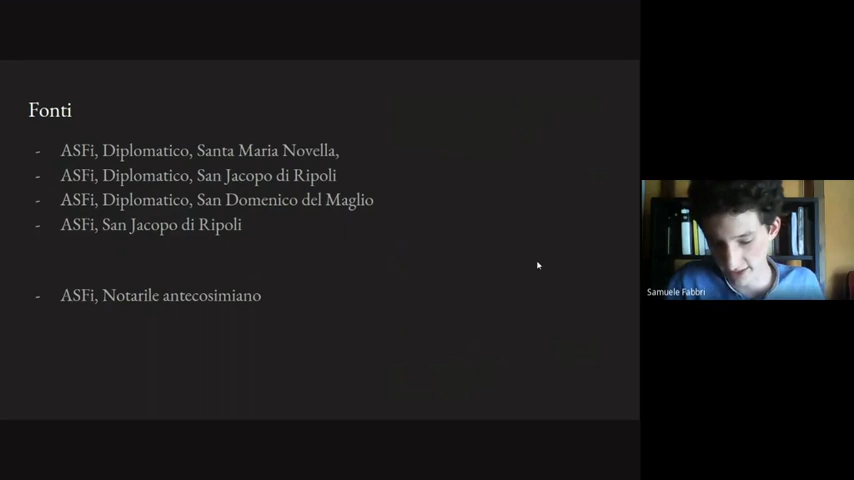 Fonti
- ASFi, Diplomatico, Santa Maria Novella,
- ASFi, Diplomatico, San Jacopo di Ripoli
- ASFi, Diplomatico, San Domenico del Maglio
- ASFi, San Jacopo di Ripoli
- ASFi, Notarile antecosimiano
Samuele Fabbri